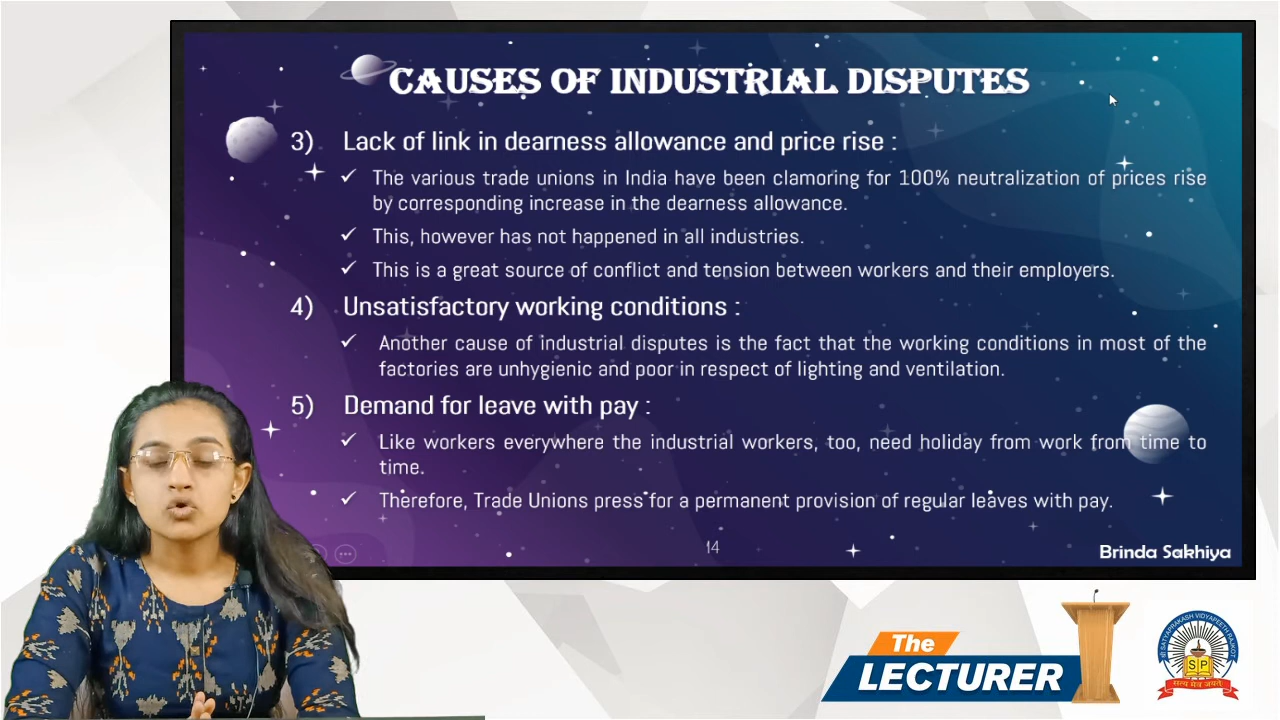 CAUSES OF INDUSTRIAL DISPUTES
3) Lack of link in dearness allowance and price rise :
✓ The various trade unions in India have been clamoring for 100% neutralization of prices rise
by corresponding increase in the dearness allowance.
✓ This, however has not happened in all industries.
✓ This is a great source of conflict and tension between workers and their employers.
4) Unsatisfactory working conditions :
✓ Another cause of industrial disputes is the fact that the working conditions in most of the
factories are unhygienic and poor in respect of lighting and ventilation.
5) Demand for leave with pay :
✓ Like workers everywhere the industrial workers, too, need holiday from work from time to
time.
✓ Therefore, Trade Unions press for a permanent provision of regular leaves with pay.
14
Brinda Sakhiya
The
LECTURER
SATYAPRAKASH VIDYAPEETH RAJKOT
S P
सत्य मेव जयते